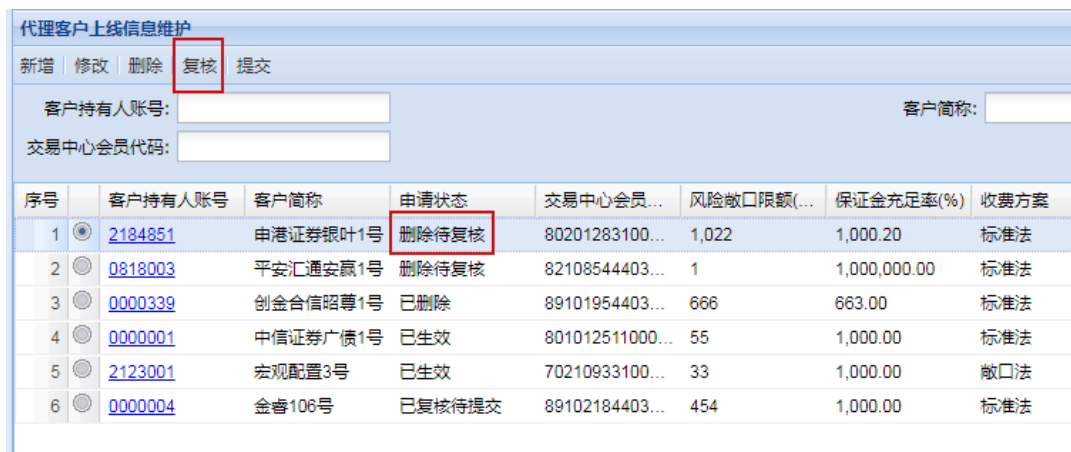 代理客户上线信息维护
新增 修改 删除 复核 提交
客户持有人账号: 客户简称:
交易中心会员代码:
序号 客户持有人账号 客户简称 申请状态 交易中心会员... 风险敞口限额(... 保证金充足率(%) 收费方案
1 2184851 申港证券银叶1号 删除待复核 80201283100... 1,022 1,000.20 标准法
2 0818003 平安汇通安赢1号 删除待复核 82108544403... 1 1,000,000.00 标准法
3 0000339 创金合信昭尊1号 已删除 89101954403... 666 663.00 标准法
4 0000001 中信证券广债1号 已生效 801012511000... 55 1,000.00 标准法
5 2123001 宏观配置3号 已生效 70210933100... 33 1,000.00 敞口法
6 0000004 金睿106号 已复核待提交 89102184403... 454 1,000.00 标准法